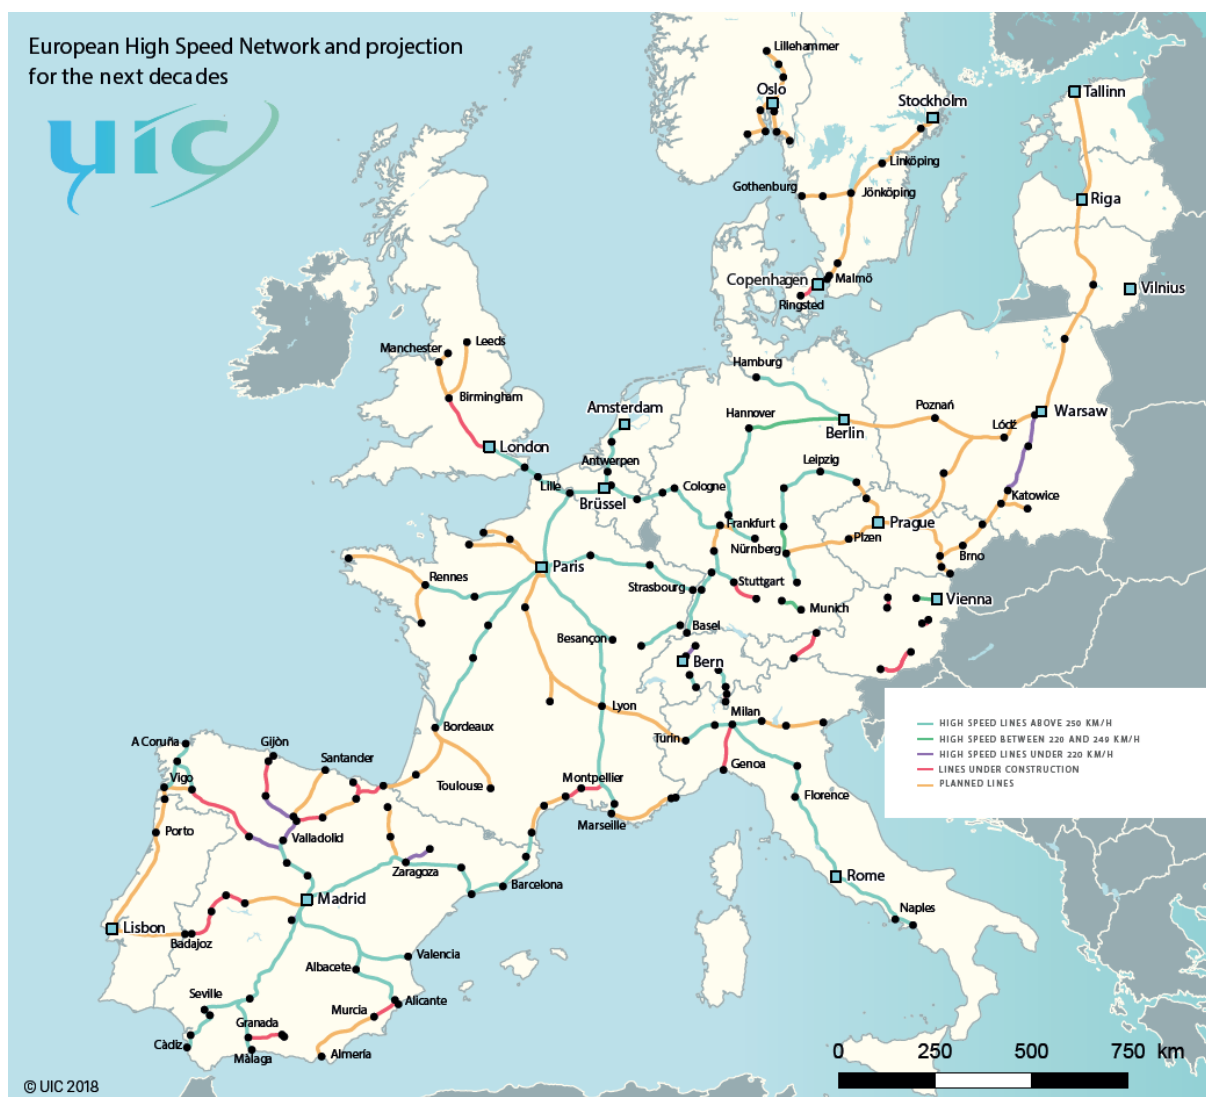 European High Speed Network and projection
for the next decades
uic
Lillehammer
Oslo
Stockholm
Tallinn
Linköping
Gothenburg
Jönköping
Riga
Copenhagen
Malmö
Ringsted
Vilnius
Manchester
Leeds
Hamburg
Birmingham
Amsterdam
Hannover
Poznań
Warsaw
Berlin
Łódź
London
Antwerpen
Leipzig
Lille
Cologne
Katowice
Brüssel
Frankfurt
Prague
Nürnberg
Plzen
Brno
Paris
Rennes
Strasbourg
Stuttgart
Vienna
Munich
Besançon
Basel
Bern
Lyon
Milan
Bordeaux
Turin
A Coruña
Gijòn
Santander
Genoa
Vigo
Toulouse
Montpellier
Florence
Marseille
Porto
Valladolid
Zaragoza
Rome
Barcelona
Madrid
Naples
Lisbon
Badajoz
Valencia
Albacete
Seville
Alicante
Murcia
Granada
Càdiz
Màlaga
Almería
HIGH SPEED LINES ABOVE 250 KM/H
HIGH SPEED BETWEEN 220 AND 249 KM/H
HIGH SPEED LINES UNDER 220 KM/H
LINES UNDER CONSTRUCTION
PLANNED LINES
0 250 500 750 km
© UIC 2018